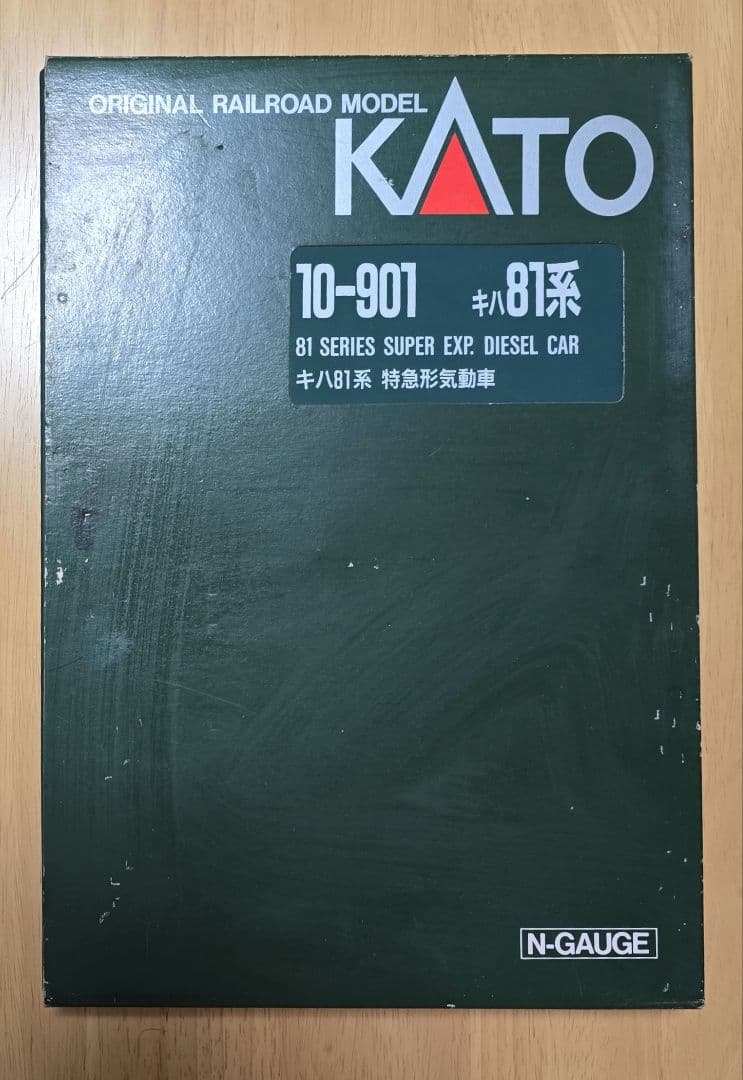 ORIGINAL RAILROAD MODEL
KATO
10-901 キハ81系
81 SERIES SUPER EXP. DIESEL CAR
キハ81系 特急形気動車
N-GAUGE